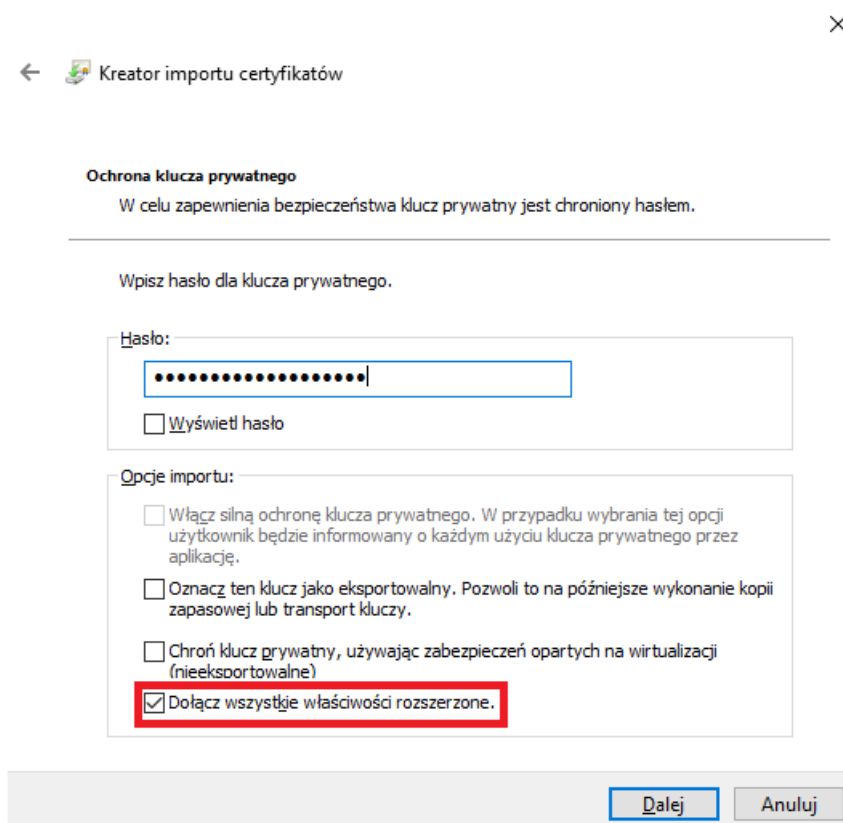 Kreator importu certyfikatów
Ochrona klucza prywatnego
W celu zapewnienia bezpieczeństwa klucz prywatny jest chroniony hasłem.
Wpisz hasło dla klucza prywatnego.
Hasło:
•••••••••••••••••••
Wyświetl hasło
Opcje importu:
Włącz silną ochronę klucza prywatnego. W przypadku wybrania tej opcji
użytkownik będzie informowany o każdym użyciu klucza prywatnego przez
aplikację.
Oznacz ten klucz jako eksportowalny. Pozwoli to na późniejsze wykonanie kopii
zapasowej lub transport kluczy.
Chroń klucz prywatny, używając zabezpieczeń opartych na wirtualizacji
(nieeksportowalne)
Dołącz wszystkie właściwości rozszerzone.
Dalej
Anuluj